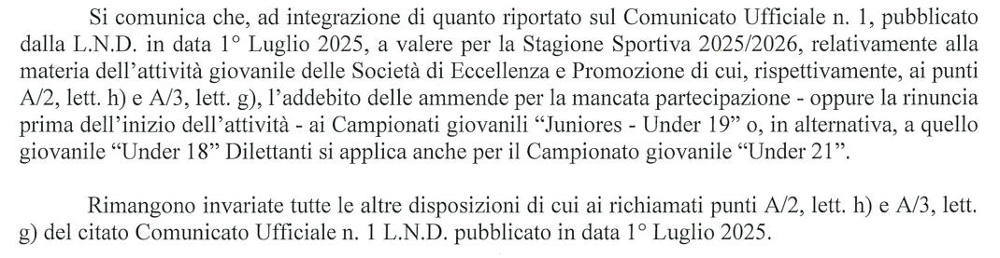 Si comunica che, ad integrazione di quanto riportato sul Comunicato Ufficiale n. 1, pubblicato
dalla L.N.D. in data 1° Luglio 2025, a valere per la Stagione Sportiva 2025/2026, relativamente alla
materia dell'attività giovanile delle Società di Eccellenza e Promozione di cui, rispettivamente, ai punti
A/2, lett. h) e A/3, lett. g), l'addebito delle ammende per la mancata partecipazione - oppure la rinuncia
prima dell'inizio dell'attività - ai Campionati giovanili "Juniores - Under 19" o, in alternativa, a quello
giovanile "Under 18" Dilettanti si applica anche per il Campionato giovanile "Under 21".
Rimangono invariate tutte le altre disposizioni di cui ai richiamati punti A/2, lett. h) e A/3, lett.
g) del citato Comunicato Ufficiale n. 1 L.N.D. pubblicato in data 1° Luglio 2025.